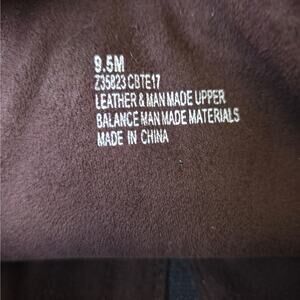 9.5M
Z35823 CBTE17
LEATHER & MAN MADE UPPER
BALANCE MAN MADE MATERIALS
MADE IN CHINA